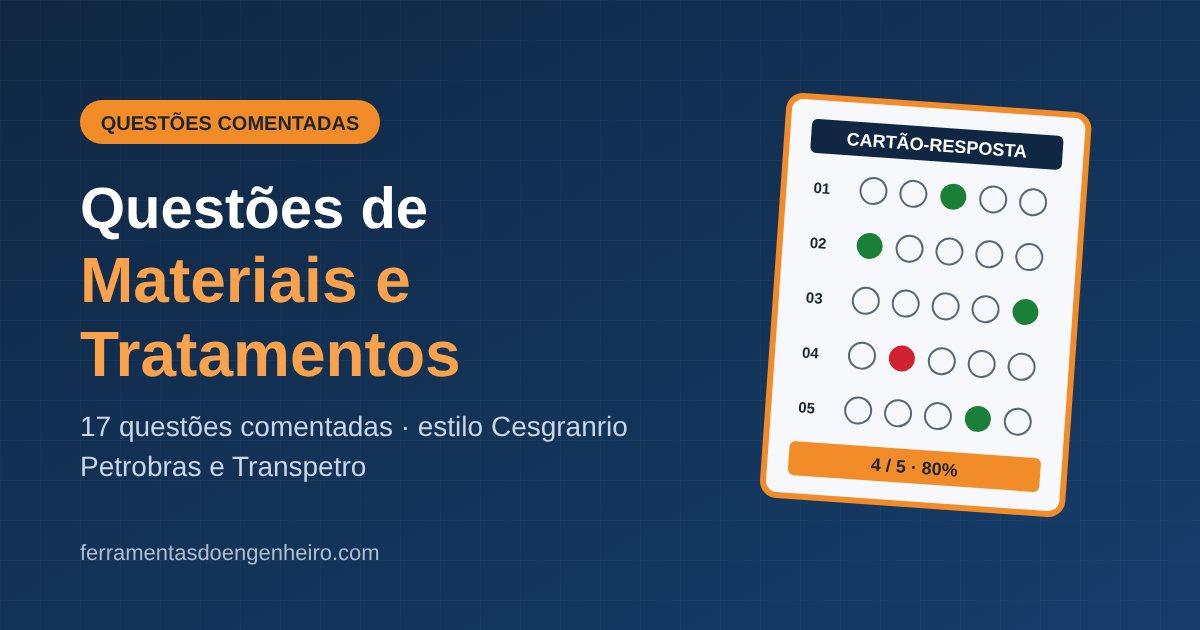 QUESTÕES COMENTADAS
Questões de
Materiais e
Tratamentos
17 questões comentadas · estilo Cesgranrio
Petrobras e Transpetro
ferramentasdoengenheiro.com
CARTÃO-RESPOSTA
01
02
03
04
05
4 / 5 · 80%